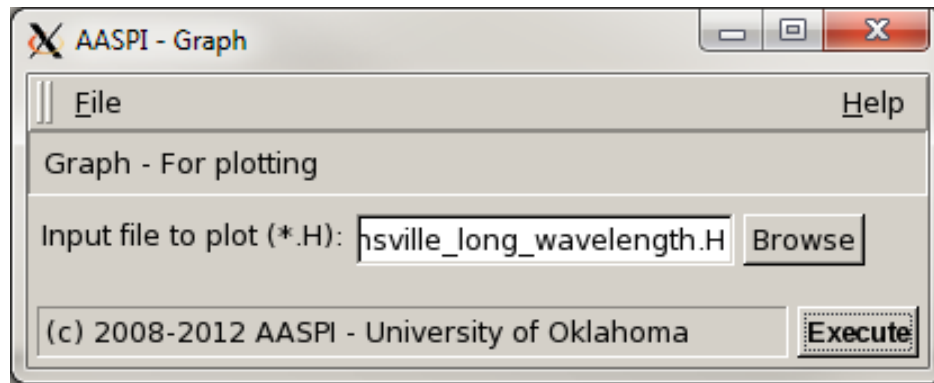 AASPI - Graph
File Help
Graph - For plotting
Input file to plot (*.H): nsville_long_wavelength.H Browse
(c) 2008-2012 AASPI - University of Oklahoma Execute